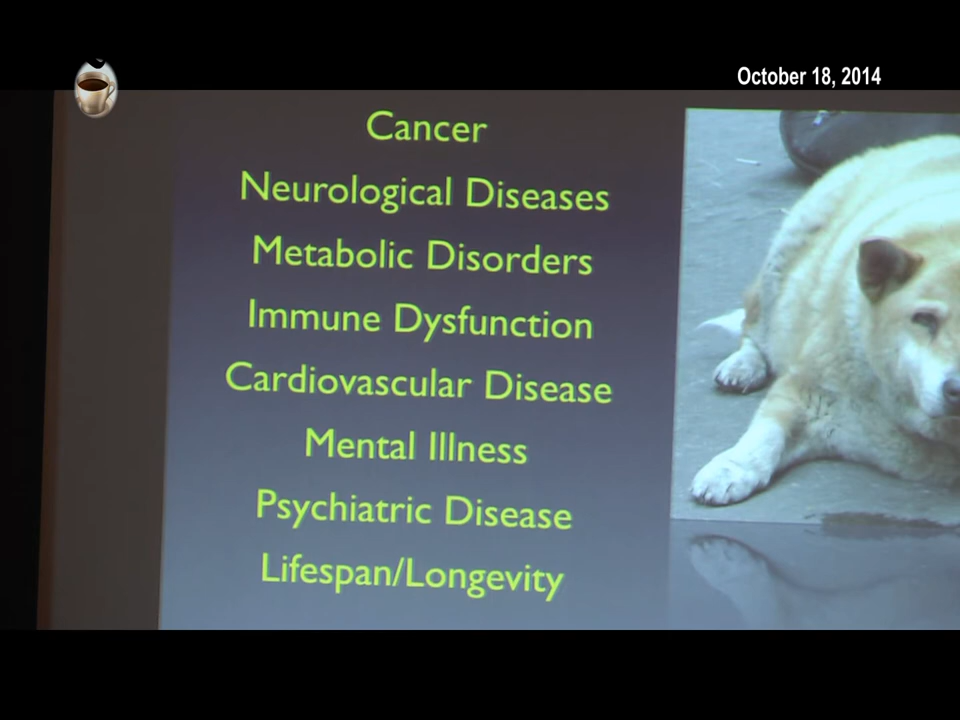 October 18, 2014
Cancer
Neurological Diseases
Metabolic Disorders
Immune Dysfunction
Cardiovascular Disease
Mental Illness
Psychiatric Disease
Lifespan/Longevity